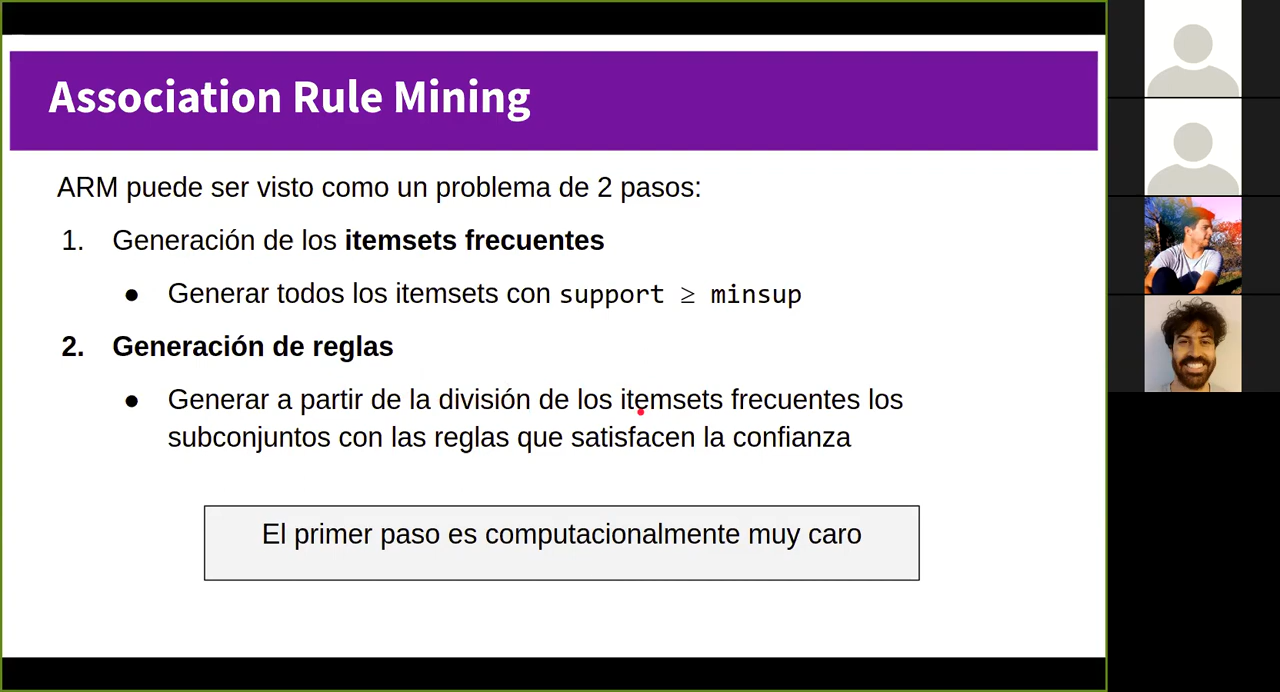 Association Rule Mining
ARM puede ser visto como un problema de 2 pasos:
1. Generación de los itemsets frecuentes
● Generar todos los itemsets con support ≥ minsup
2. Generación de reglas
● Generar a partir de la división de los itemsets frecuentes los
subconjuntos con las reglas que satisfacen la confianza
El primer paso es computacionalmente muy caro